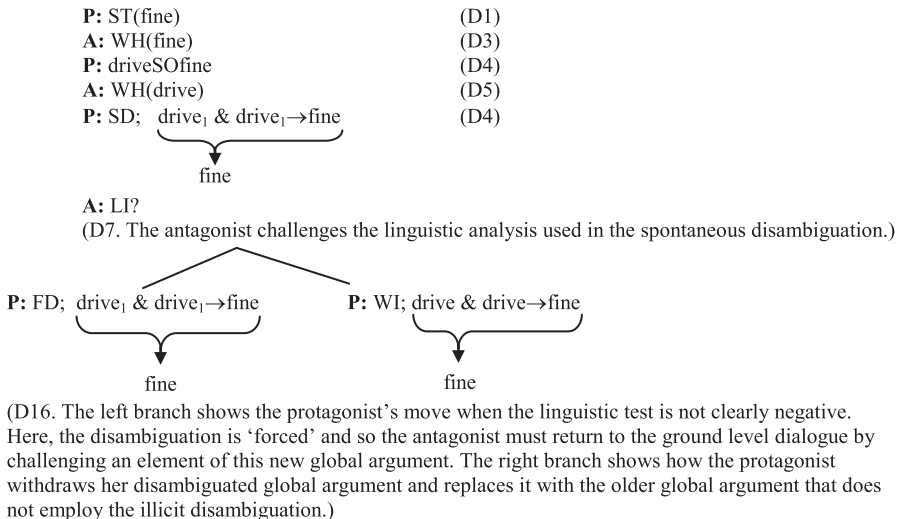 P: ST(fine) (D1)
A: WH(fine) (D3)
P: driveSOfine (D4)
A: WH(drive) (D5)
P: SD; drive₁ & drive₁→fine (D4)
fine
A: LI?
(D7. The antagonist challenges the linguistic analysis used in the spontaneous disambiguation.)
P: FD; drive₁ & drive₁→fine P: WI; drive & drive→fine
fine fine
(D16. The left branch shows the protagonist’s move when the linguistic test is not clearly negative.
Here, the disambiguation is ‘forced’ and so the antagonist must return to the ground level dialogue by
challenging an element of this new global argument. The right branch shows how the protagonist
withdraws her disambiguated global argument and replaces it with the older global argument that does
not employ the illicit disambiguation.)